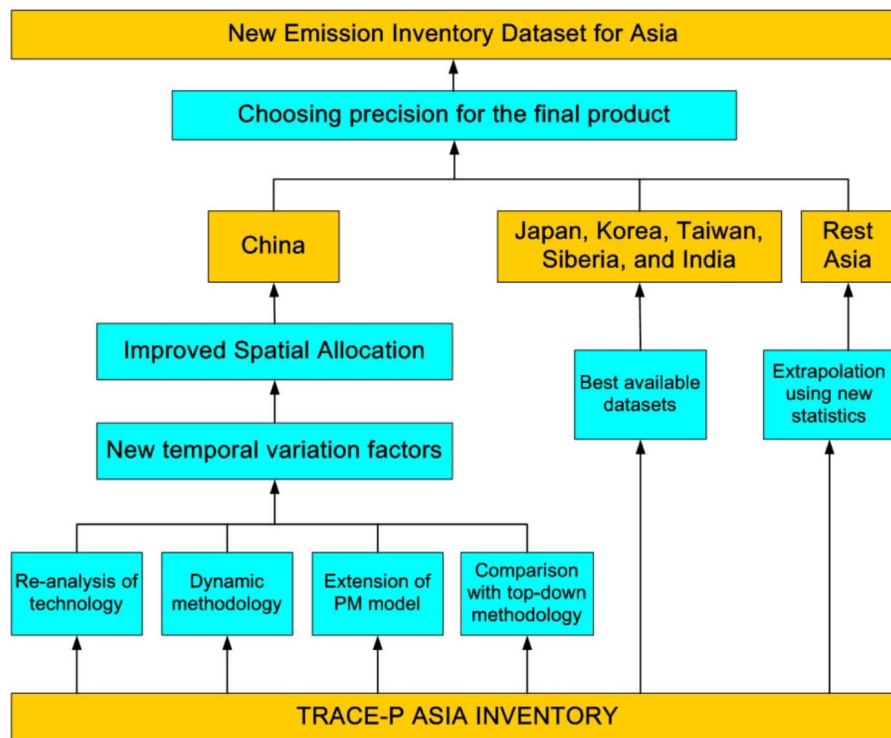 New Emission Inventory Dataset for Asia
Choosing precision for the final product
China
Japan, Korea, Taiwan,
Siberia, and India
Rest
Asia
Improved Spatial Allocation
Best available
datasets
Extrapolation
using new
statistics
New temporal variation factors
Re-analysis of
technology
Dynamic
methodology
Extension of
PM model
Comparison
with top-down
methodology
TRACE-P ASIA INVENTORY